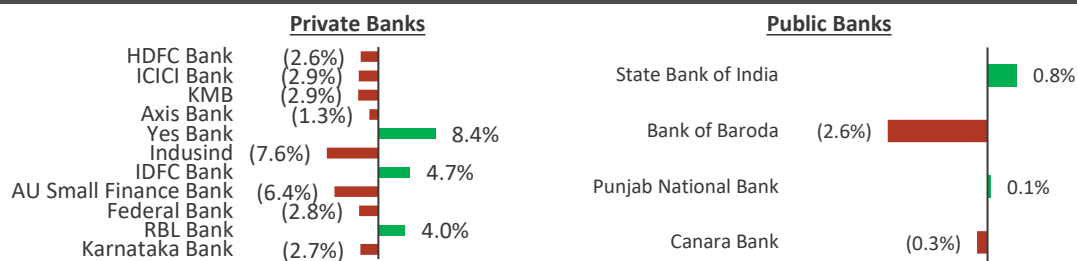 Private Banks
HDFC Bank (2.6%)
ICICI Bank (2.9%)
KMB (2.9%)
Axis Bank (1.3%)
Yes Bank 8.4%
Indusind (7.6%)
IDFC Bank 4.7%
AU Small Finance Bank (6.4%)
Federal Bank (2.8%)
RBL Bank 4.0%
Karnataka Bank (2.7%)
Public Banks
State Bank of India 0.8%
Bank of Baroda (2.6%)
Punjab National Bank 0.1%
Canara Bank (0.3%)